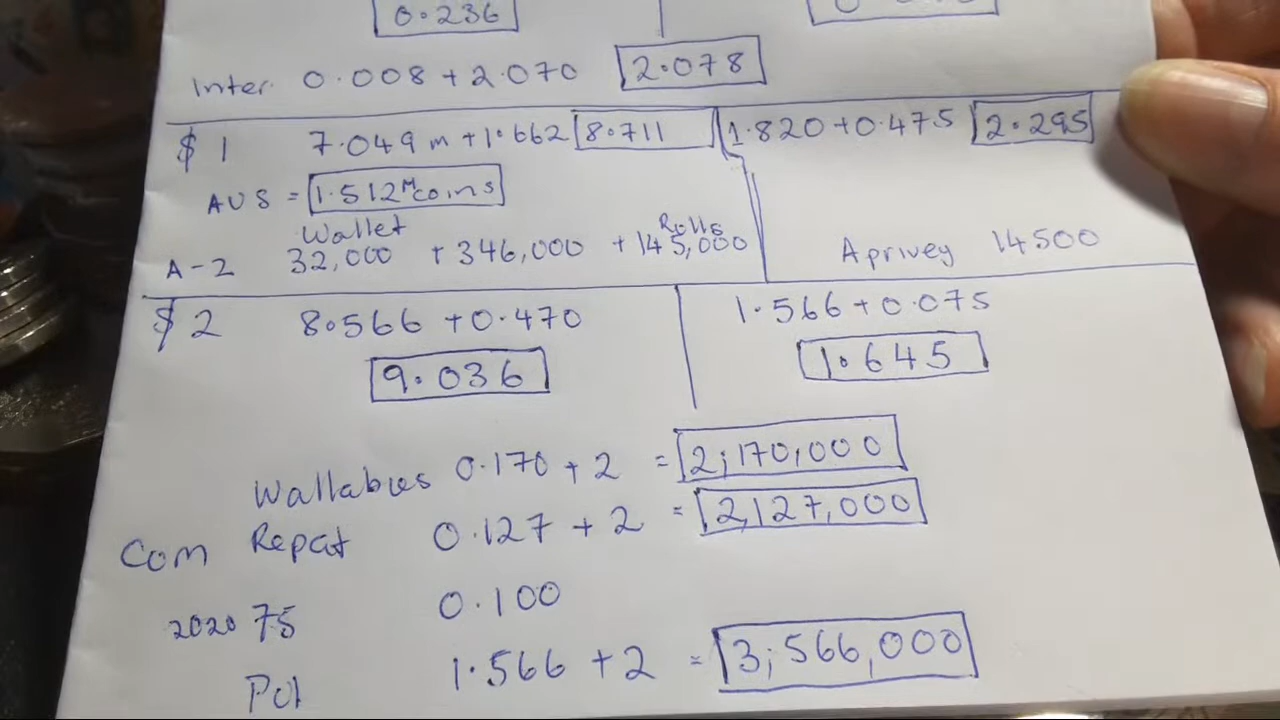 0.236
Inter. 0.008 + 2.070 2.078
$ 1 7.049 m + 1.662 8.711 1.820 + 0.475 2.295
AUS = 1.512 M coins
Wallet Rolls
A-2 32,000 + 346,000 + 145,000 Aprivey 14500
$ 2 8.566 + 0.470 1.566 + 0.075
9.036 1.645
Wallabies 0.170 + 2 = 2,170,000
Com Repat 0.127 + 2 = 2,127,000
2020 75 0.100
Pol 1.566 + 2 = 3,566,000